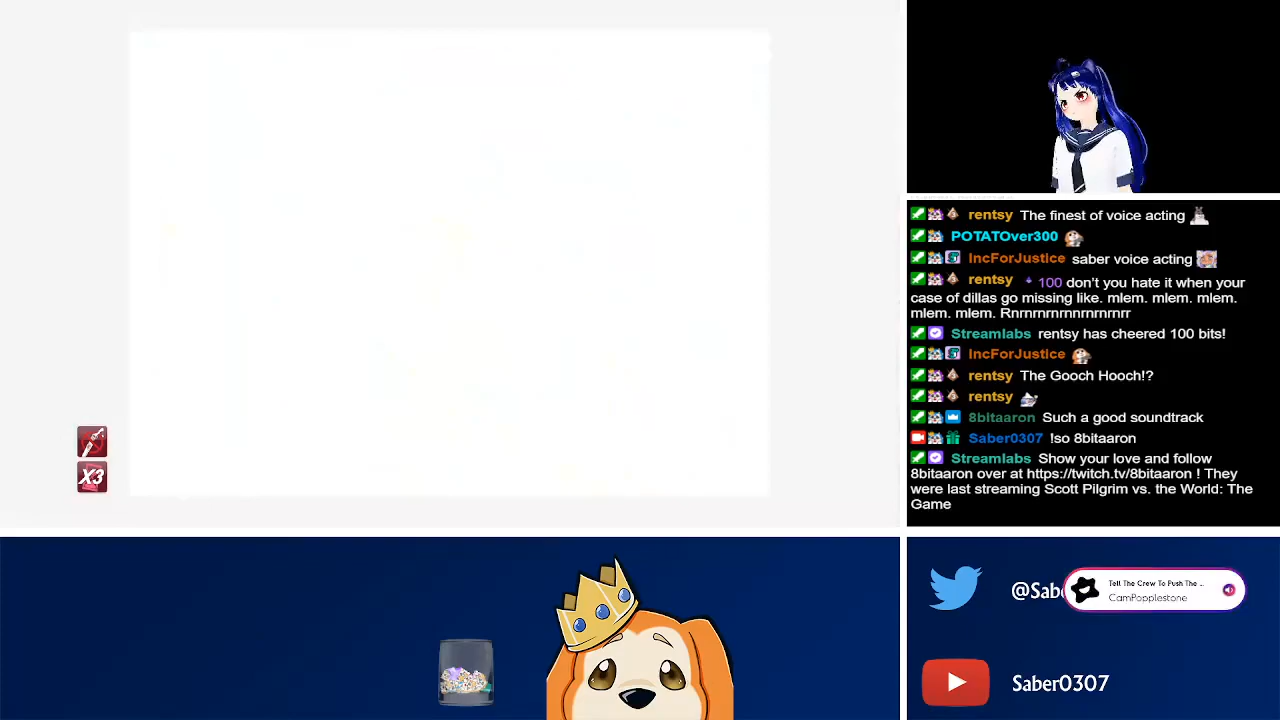 rentsy The finest of voice acting
POTATOver300
IncForJustice saber voice acting
rentsy 100 don't you hate it when your
case of dillas go missing like. mlem. mlem. mlem.
mlem. mlem. Rnrnrnrnrnrnrnrnrr
Streamlabs rentsy has cheered 100 bits!
IncForJustice
rentsy The Gooch Hooch!?
rentsy
8bitaaron Such a good soundtrack
Saber0307 !so 8bitaaron
Streamlabs Show your love and follow
8bitaaron over at https://twitch.tv/8bitaaron ! They
were last streaming Scott Pilgrim vs. the World: The
Game
X3
@Sab
Tell The Crew To Push The ...
CamPopplestone
Saber0307